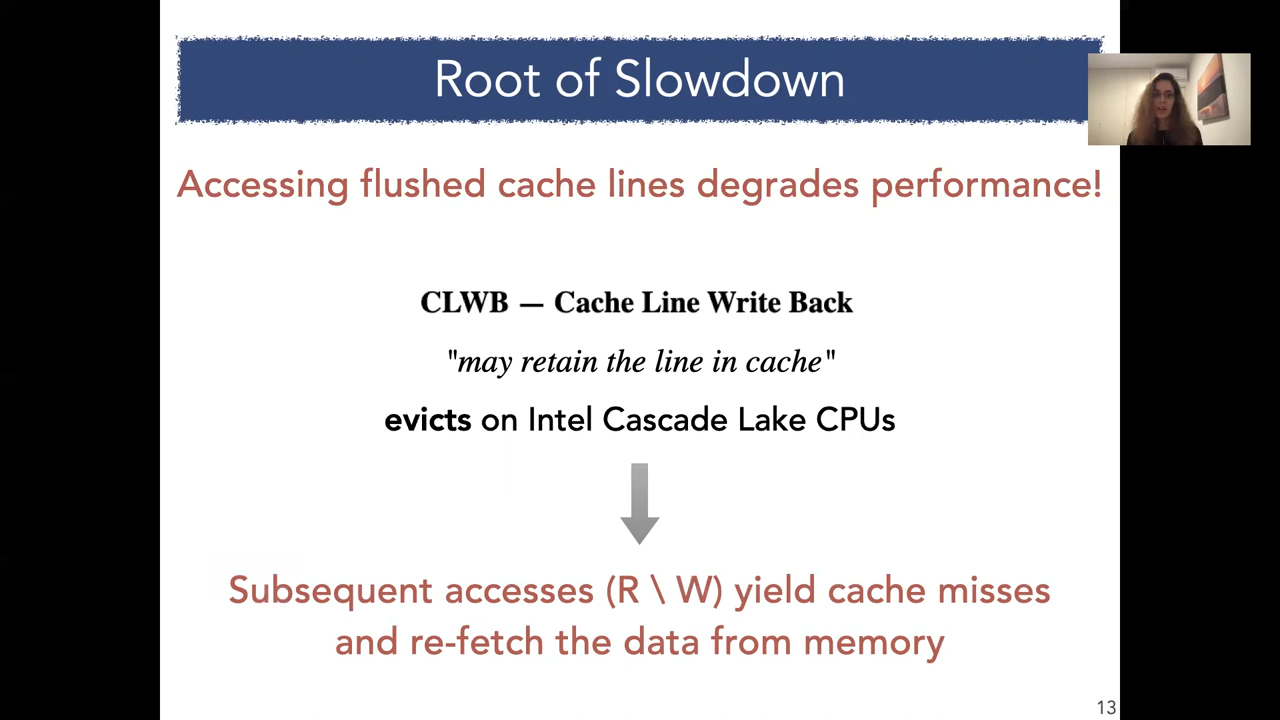 Root of Slowdown
Accessing flushed cache lines degrades performance!
CLWB — Cache Line Write Back
"may retain the line in cache"
evicts on Intel Cascade Lake CPUs
Subsequent accesses (R \ W) yield cache misses
and re-fetch the data from memory
13